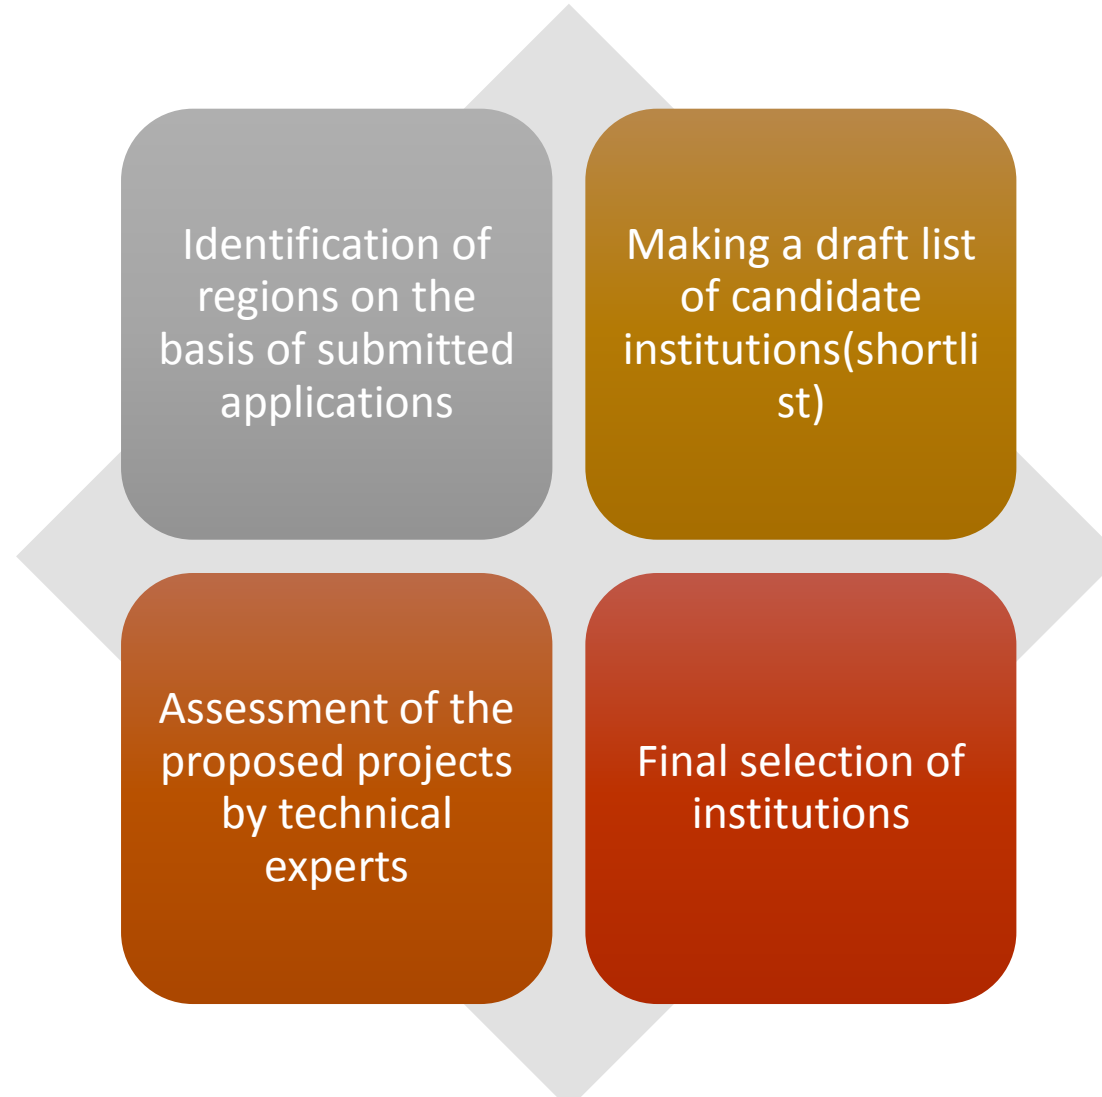 Identification of
regions on the
basis of submitted
applications
Making a draft list
of candidate
institutions(shortli
st)
Assessment of the
proposed projects
by technical
experts
Final selection of
institutions